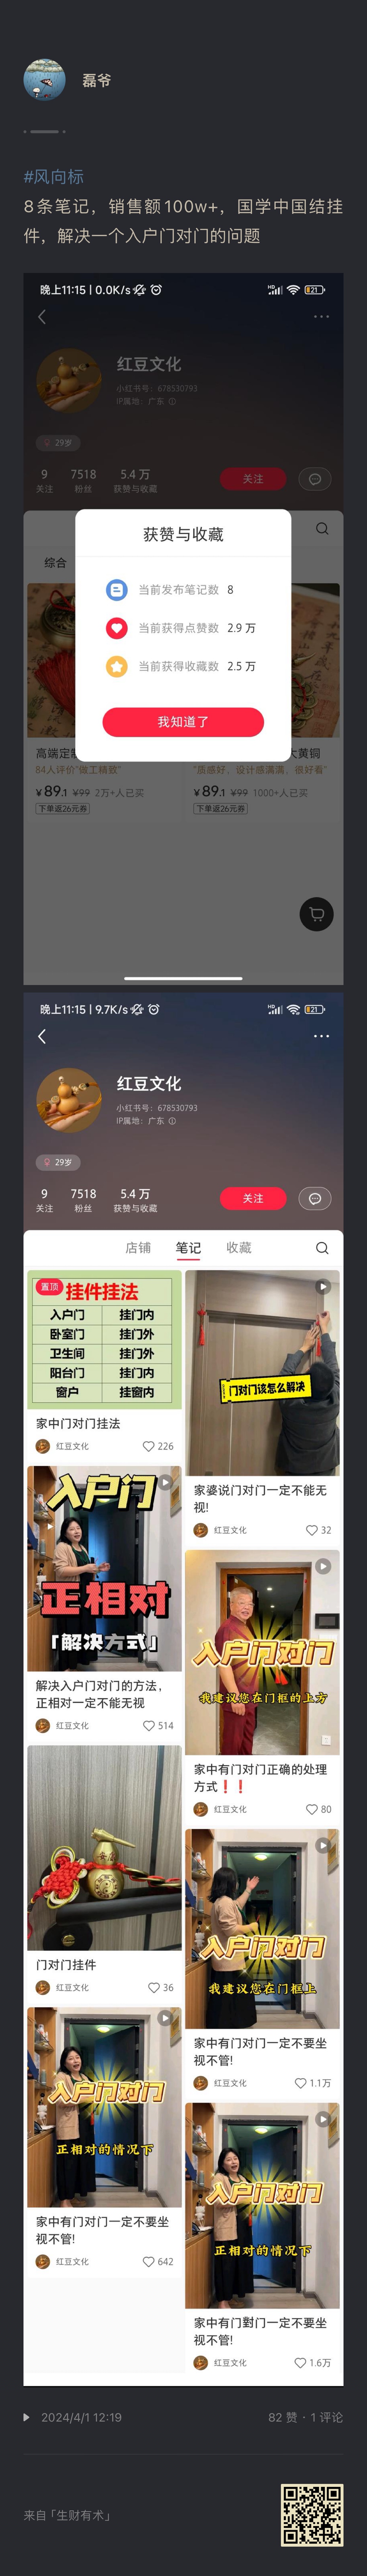 磊爷
#风向标
8条笔记，销售额100w+，国学中国结挂
件，解决一个入户门对门的问题
晚上11:15 | 0.0K/s
21
红豆文化
小红书号：678530793
IP属地：广东
29岁
9 7518 5.4 万
关注 粉丝 获赞与收藏
关注
获赞与收藏
综合
当前发布笔记数 8
当前获得点赞数 2.9 万
当前获得收藏数 2.5 万
我知道了
高端定制
84人评价“做工精致”
¥89.1 ¥99 2万+人已买
下单返26元券
大黄铜
“质感好，设计感满满，很好看”
¥89.1 ¥99 1000+人已买
下单返26元券
晚上11:15 | 9.7K/s
21
红豆文化
小红书号：678530793
IP属地：广东
29岁
9 7518 5.4 万
关注 粉丝 获赞与收藏
关注
店铺 笔记 收藏
置顶
挂件挂法
入户门 挂门内
卧室门 挂门外
卫生间 挂门外
阳台门 挂门内
窗户 挂窗内
家中门对门挂法
红豆文化 226
门对门该怎么解决
家婆说门对门一定不能无
视!
红豆文化 32
入户门
正相对
「解决方式」
解决入户门对门的方法，
正相对一定不能无视
红豆文化 514
入户门对门
我建议您在门框的上方
家中有门对门正确的处理
方式❗❗
红豆文化 80
门对门挂件
红豆文化 36
入户门对门
我建议您在门框上
家中有门对门一定不要坐
视不管!
红豆文化 1.1万
入户门对门
正相对的情况下
家中有门对门一定不要坐
视不管!
红豆文化 642
入户门对门
正相对的情况下
家中有門對门一定不要坐
视不管!
红豆文化 1.6万
2024/4/1 12:19 82 赞 · 1 评论
来自「生财有术」